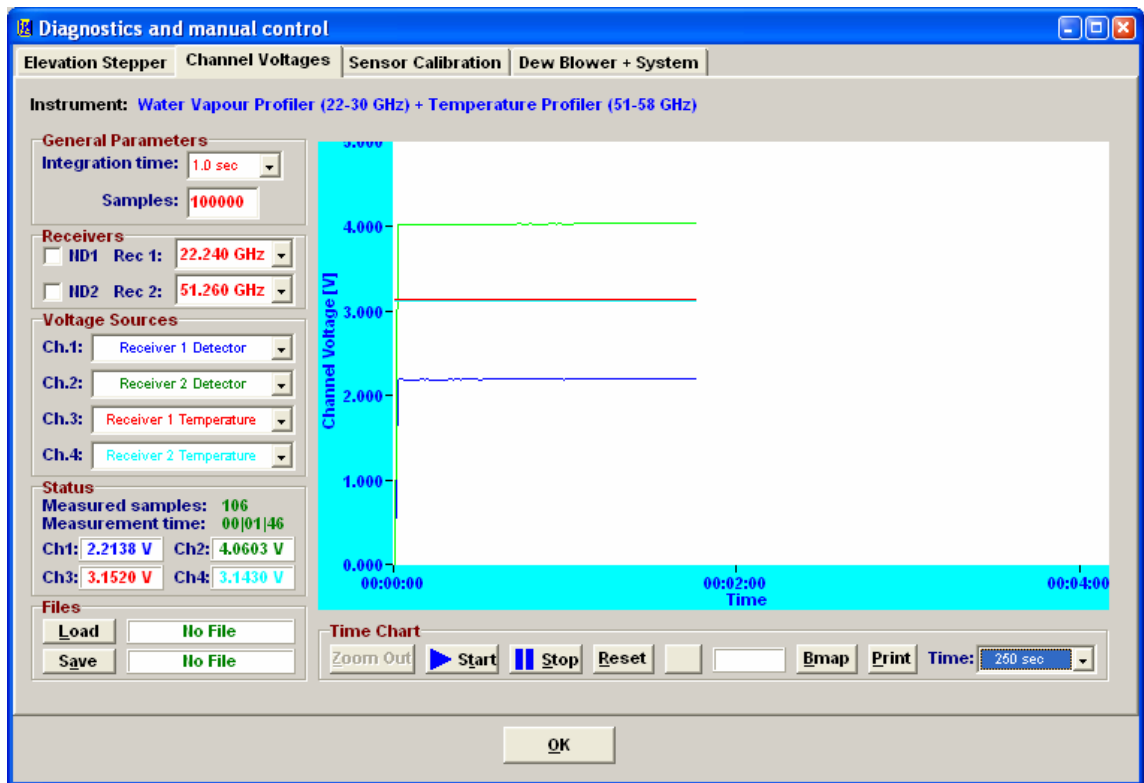 Diagnostics and manual control
Elevation Stepper Channel Voltages Sensor Calibration Dew Blower + System
Instrument: Water Vapour Profiler (22-30 GHz) + Temperature Profiler (51-58 GHz)
General Parameters
Integration time: 1.0 sec
Samples: 100000
Receivers
ND1 Rec 1: 22.240 GHz
ND2 Rec 2: 51.260 GHz
Voltage Sources
Ch.1: Receiver 1 Detector
Ch.2: Receiver 2 Detector
Ch.3: Receiver 1 Temperature
Ch.4: Receiver 2 Temperature
Status
Measured samples: 106
Measurement time: 00|01|46
Ch1: 2.2138 V Ch2: 4.0603 V
Ch3: 3.1520 V Ch4: 3.1430 V
Files
Load No File
Save No File
Channel Voltage [V]
5.000
4.000
3.000
2.000
1.000
0.000
00:00:00 00:02:00 00:04:00
Time
Time Chart
Zoom Out Start Stop Reset Bmap Print Time: 250 sec
OK